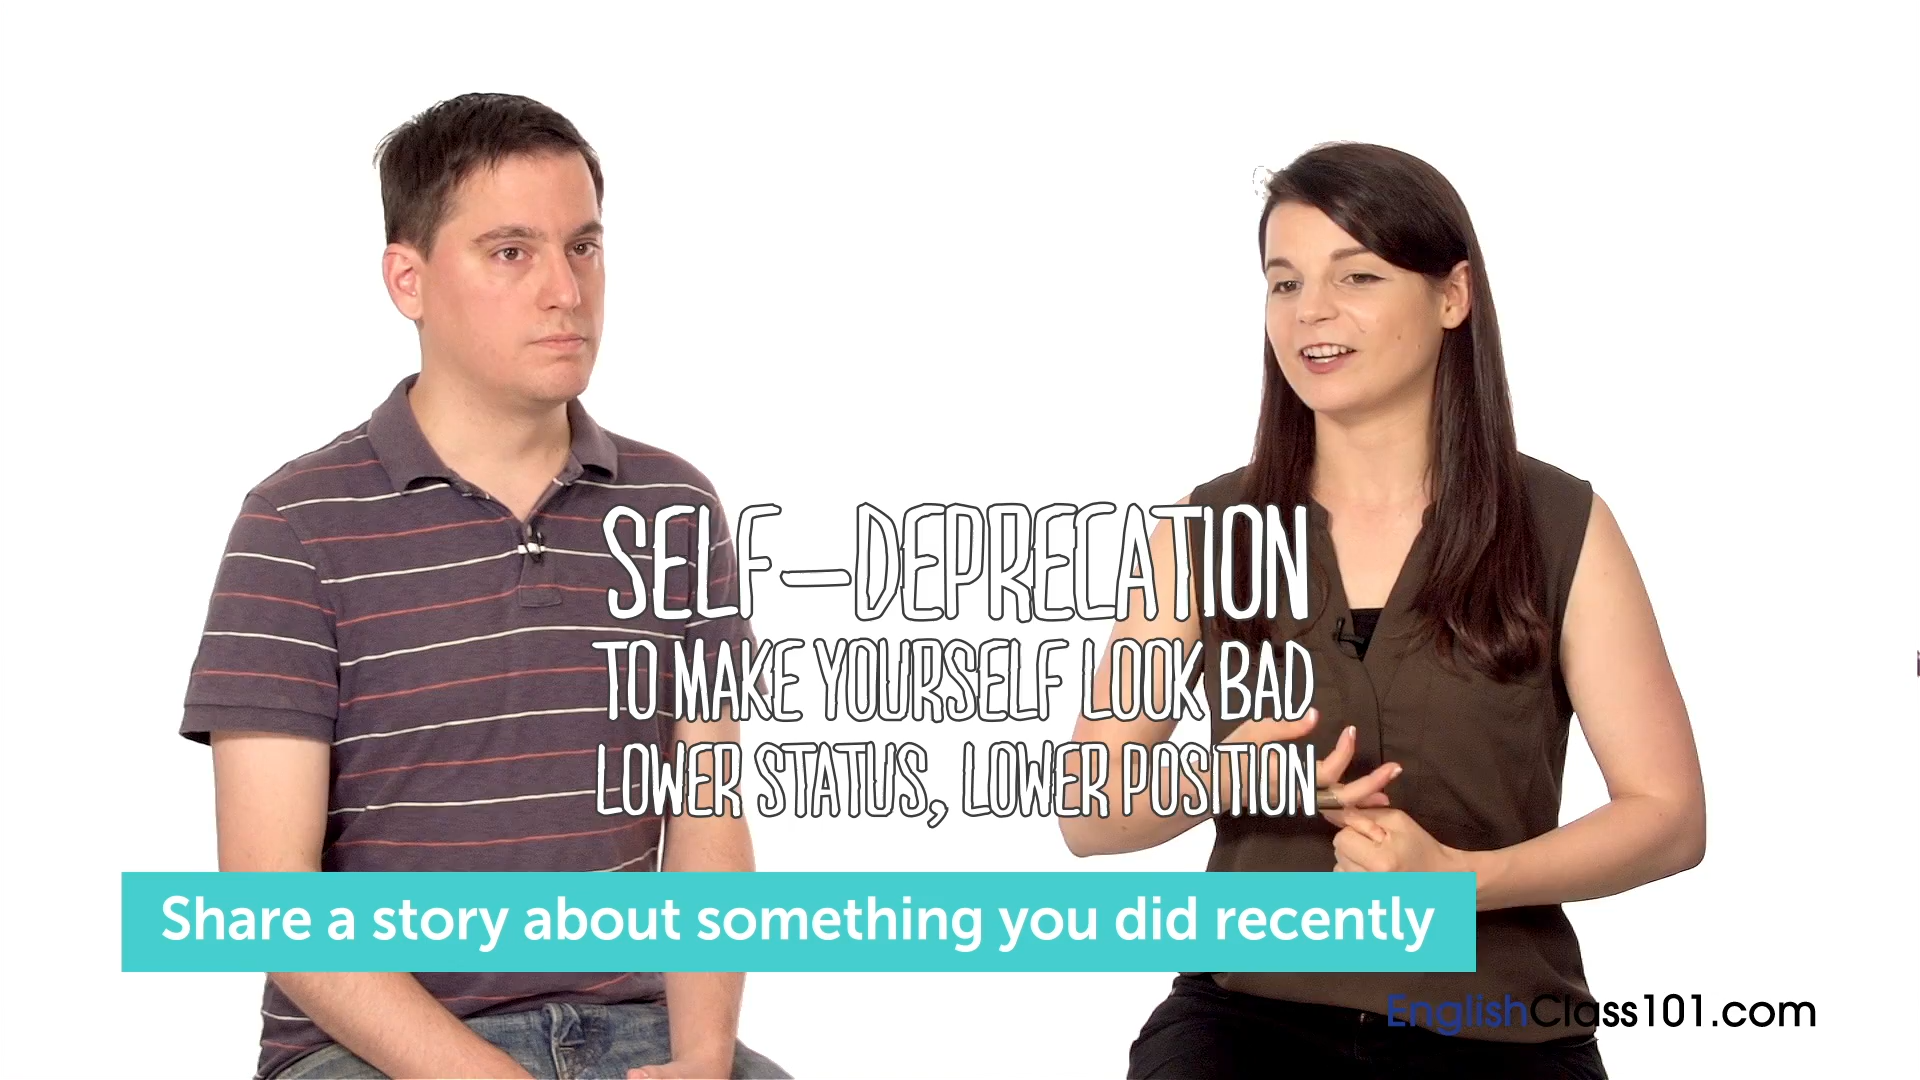 SELF-DEPRECATION
TO MAKE YOURSELF LOOK BAD
LOWER STATUS, LOWER POSITION
Share a story about something you did recently
EnglishClass101.com